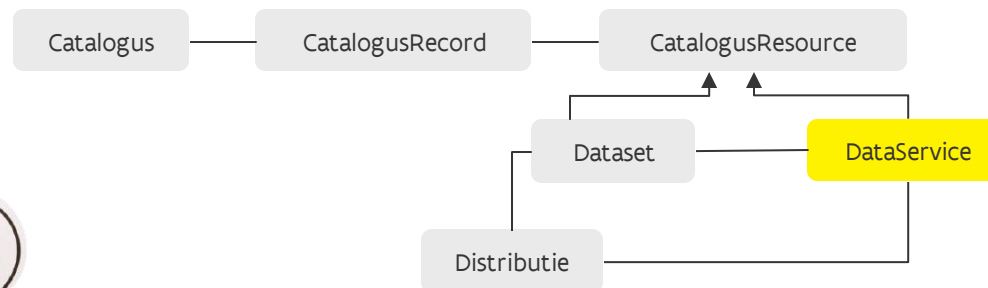 Catalogus
CatalogusRecord
CatalogusResource
Dataset
DataService
Distributie